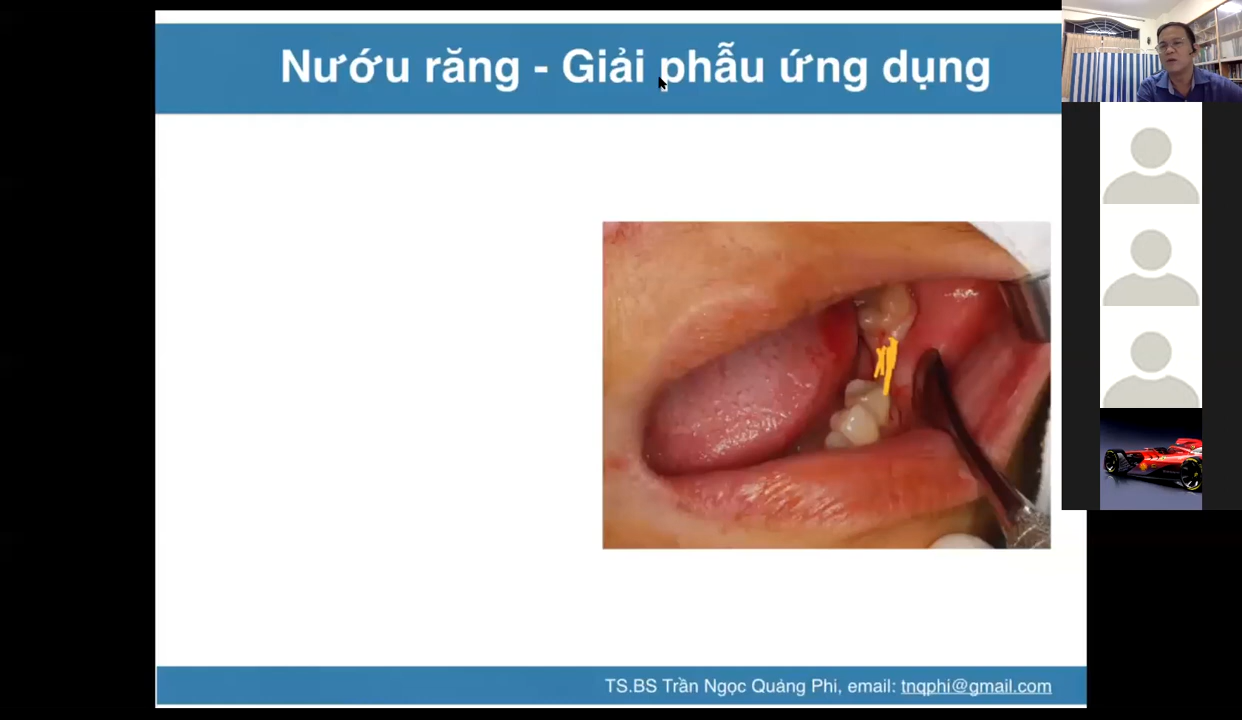 Nướu răng - Giải phẫu ứng dụng
TS.BS Trần Ngọc Quảng Phi, email: tnqphi@gmail.com